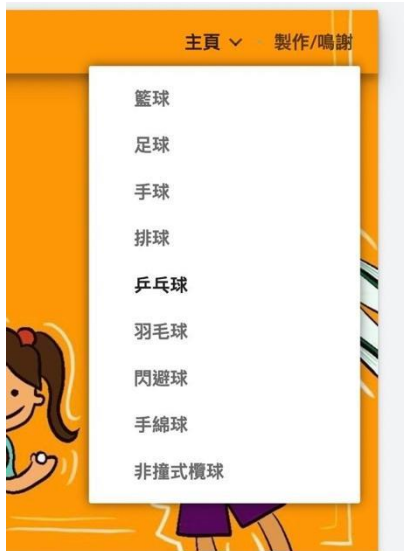 主頁 製作/鳴謝
籃球
足球
手球
排球
乒乓球
羽毛球
閃避球
手綿球
非撞式欖球